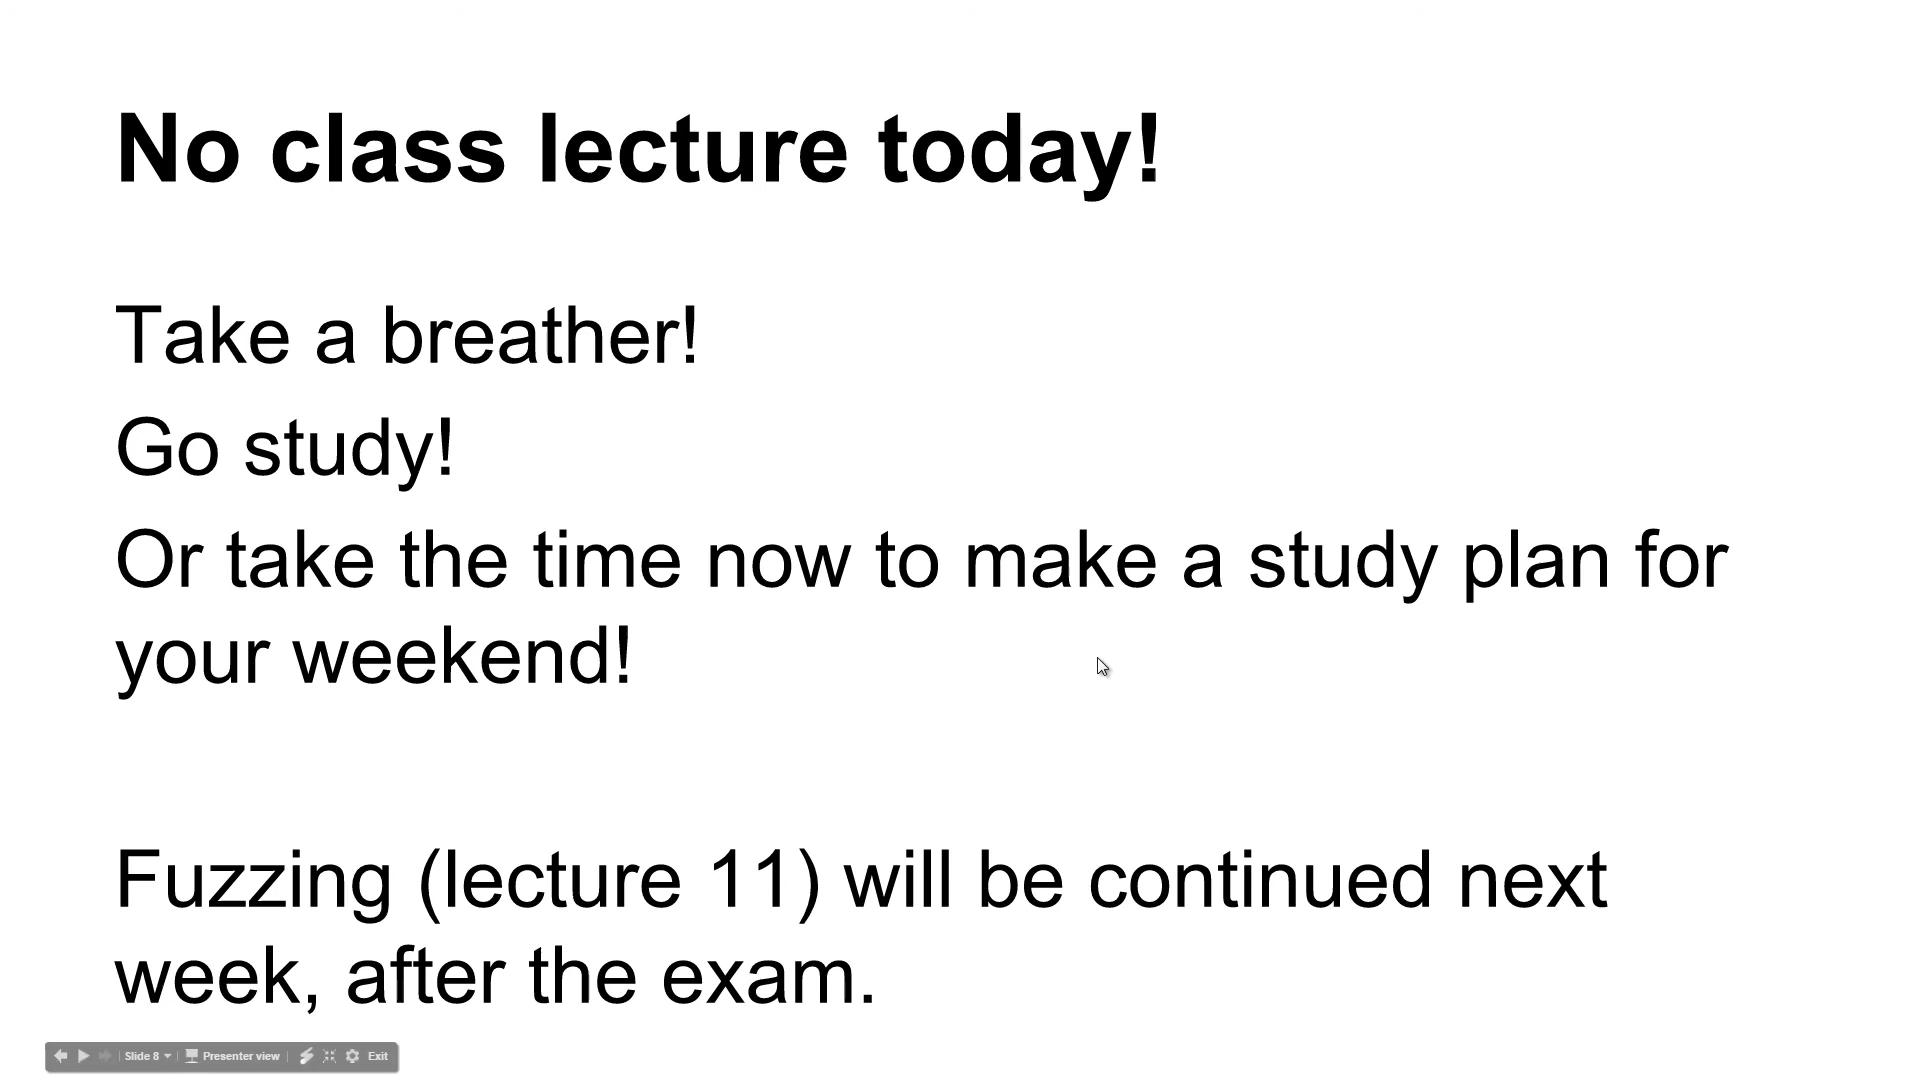 No class lecture today!
Take a breather!
Go study!
Or take the time now to make a study plan for
your weekend!
Fuzzing (lecture 11) will be continued next
week, after the exam.
Slide 8 Presenter view Exit